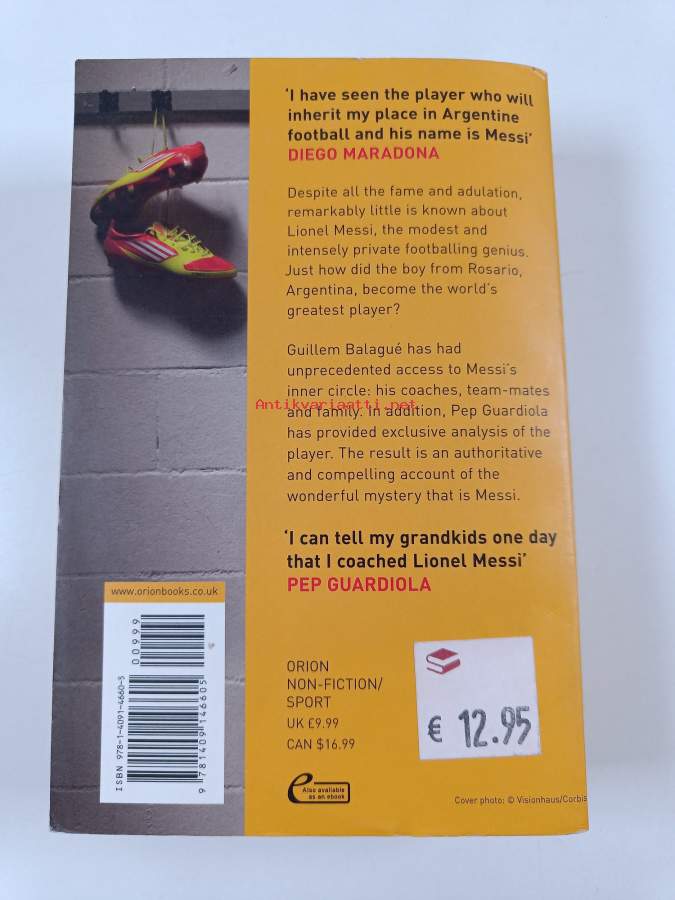 'I have seen the player who will
inherit my place in Argentine
football and his name is Messi'
DIEGO MARADONA
Despite all the fame and adulation,
remarkably little is known about
Lionel Messi, the modest and
intensely private footballing genius.
Just how did the boy from Rosario,
Argentina, become the world's
greatest player?
Guillem Balagué has had
unprecedented access to Messi's
inner circle: his coaches, team-mates
Antikvariaatti.net
and family. In addition, Pep Guardiola
has provided exclusive analysis of the
player. The result is an authoritative
and compelling account of the
wonderful mystery that is Messi.
'I can tell my grandkids one day
that I coached Lionel Messi'
PEP GUARDIOLA
www.orionbooks.co.uk
00999
ISBN 978-1-4091-4660-5
9 781409 146605
ORION
NON-FICTION/
SPORT
UK £9.99
CAN $16.99
€ 12.95
e
Also available
as an ebook
Cover photo: © Visionhaus/Corbis